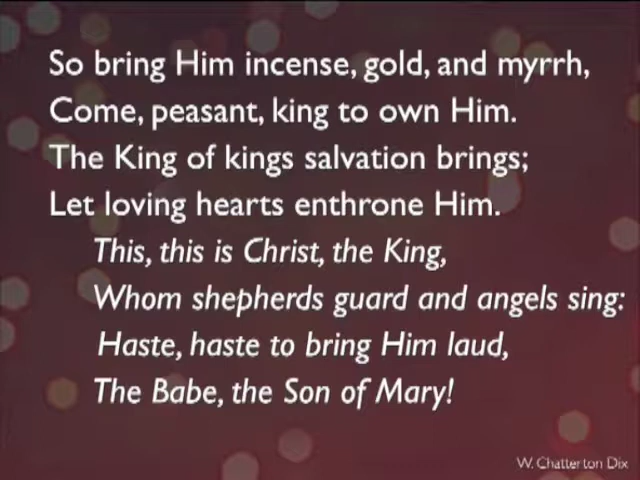 So bring Him incense, gold, and myrrh,
Come, peasant, king to own Him.
The King of kings salvation brings;
Let loving hearts enthrone Him.
This, this is Christ, the King,
Whom shepherds guard and angels sing:
Haste, haste to bring Him laud,
The Babe, the Son of Mary!
W. Chatterton Dix